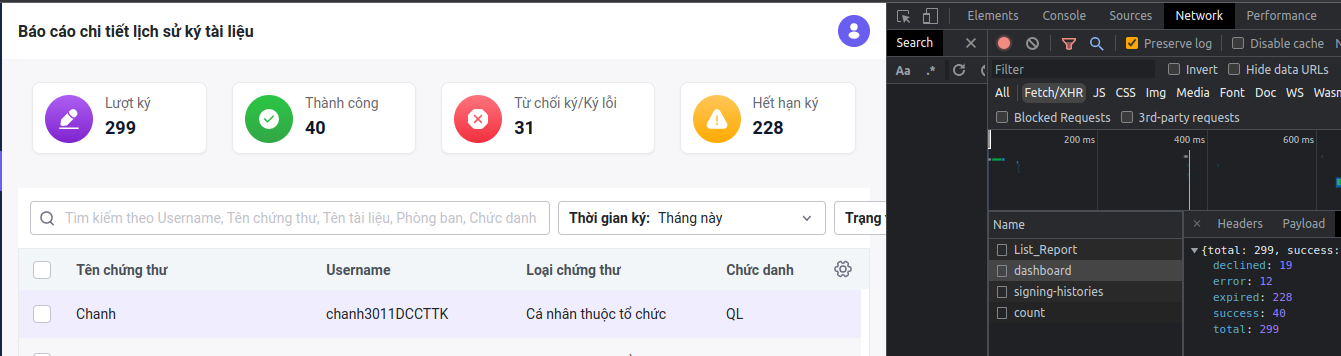 Báo cáo chi tiết lịch sử ký tài liệu
Lượt ký
299
Thành công
40
Từ chối ký/Ký lỗi
31
Hết hạn ký
228
Tìm kiếm theo Username, Tên chứng thư, Tên tài liệu, Phòng ban, Chức danh
Thời gian ký: Tháng này
Trạng
Tên chứng thư Username Loại chứng thư Chức danh
Chanh chanh3011DCCTTK Cá nhân thuộc tổ chức QL
Elements Console Sources Network Performance
Search
Preserve log Disable cache
Aa .*
Filter Invert Hide data URLs
All Fetch/XHR JS CSS Img Media Font Doc WS Wasm
Blocked Requests 3rd-party requests
200 ms 400 ms 600 ms
Name
List_Report
dashboard
signing-histories
count
Headers Payload
{total: 299, success:
declined: 19
error: 12
expired: 228
success: 40
total: 299